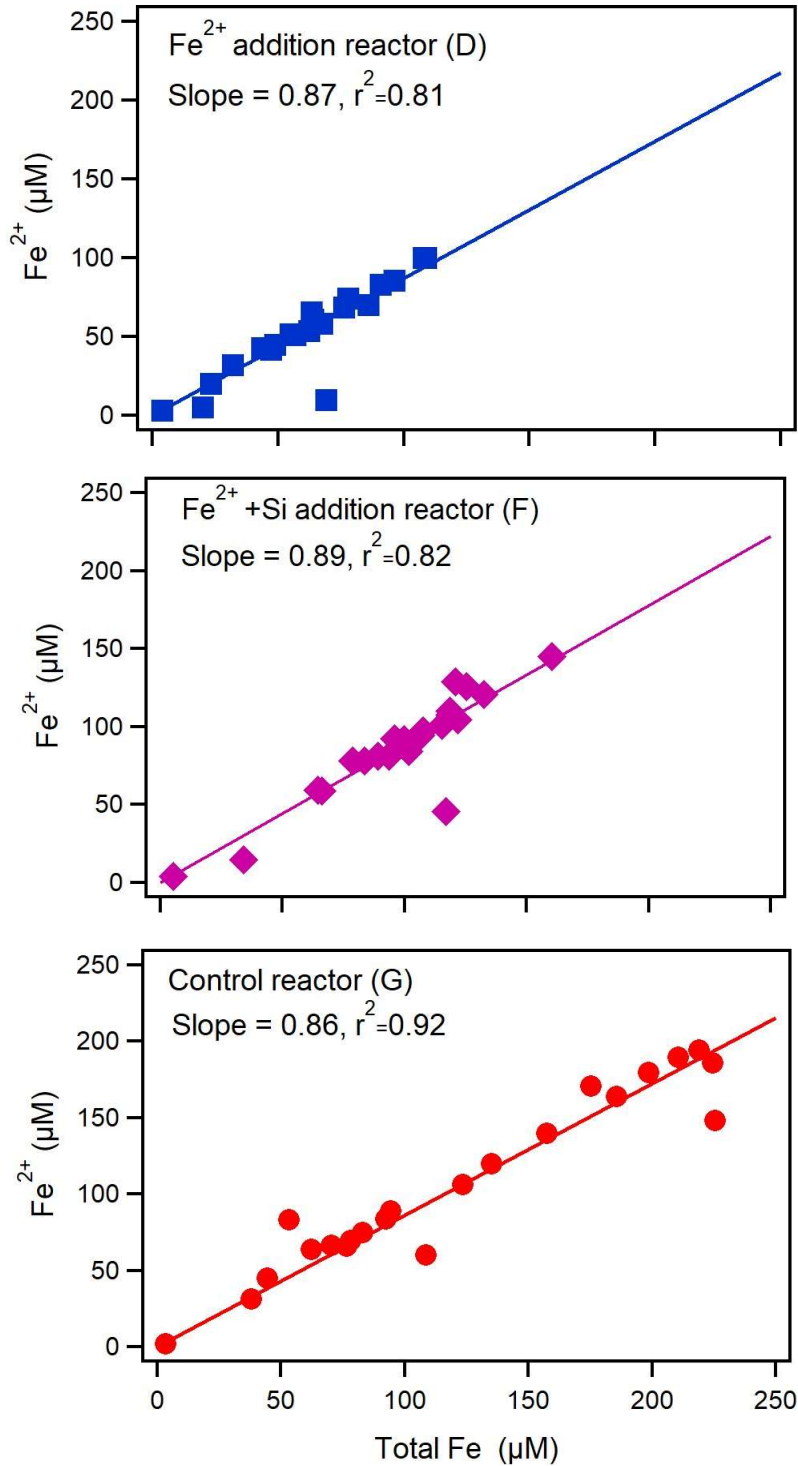 250
200
150
100
50
0
Fe²⁺ (µM)
Fe²⁺ addition reactor (D)
Slope = 0.87, r²=0.81
250
200
150
100
50
0
Fe²⁺ (µM)
Fe²⁺ +Si addition reactor (F)
Slope = 0.89, r²=0.82
250
200
150
100
50
0
Fe²⁺ (µM)
Control reactor (G)
Slope = 0.86, r²=0.92
0 50 100 150 200 250
Total Fe (µM)